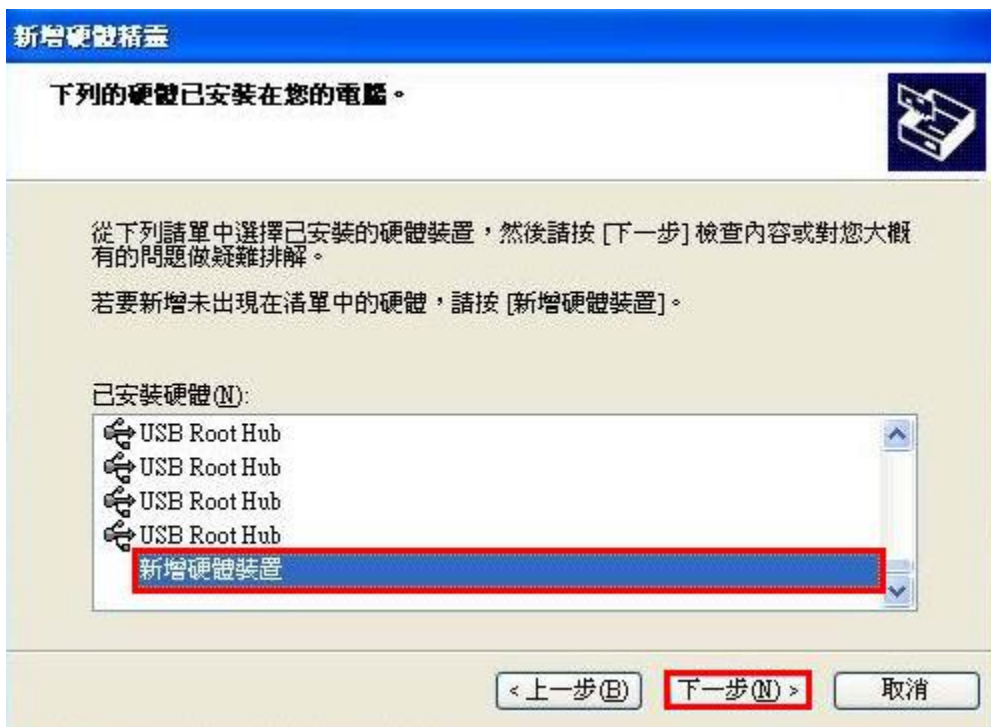 新增硬體精靈
下列的硬體已安裝在您的電腦。
從下列清單中選擇已安裝的硬體裝置，然後請按 [下一步] 檢查內容或對您大概
有的問題做疑難排解。
若要新增未出現在清單中的硬體，請按 [新增硬體裝置]。
已安裝硬體(N):
USB Root Hub
USB Root Hub
USB Root Hub
USB Root Hub
新增硬體裝置
<上一步(B)
下一步(N) >
取消